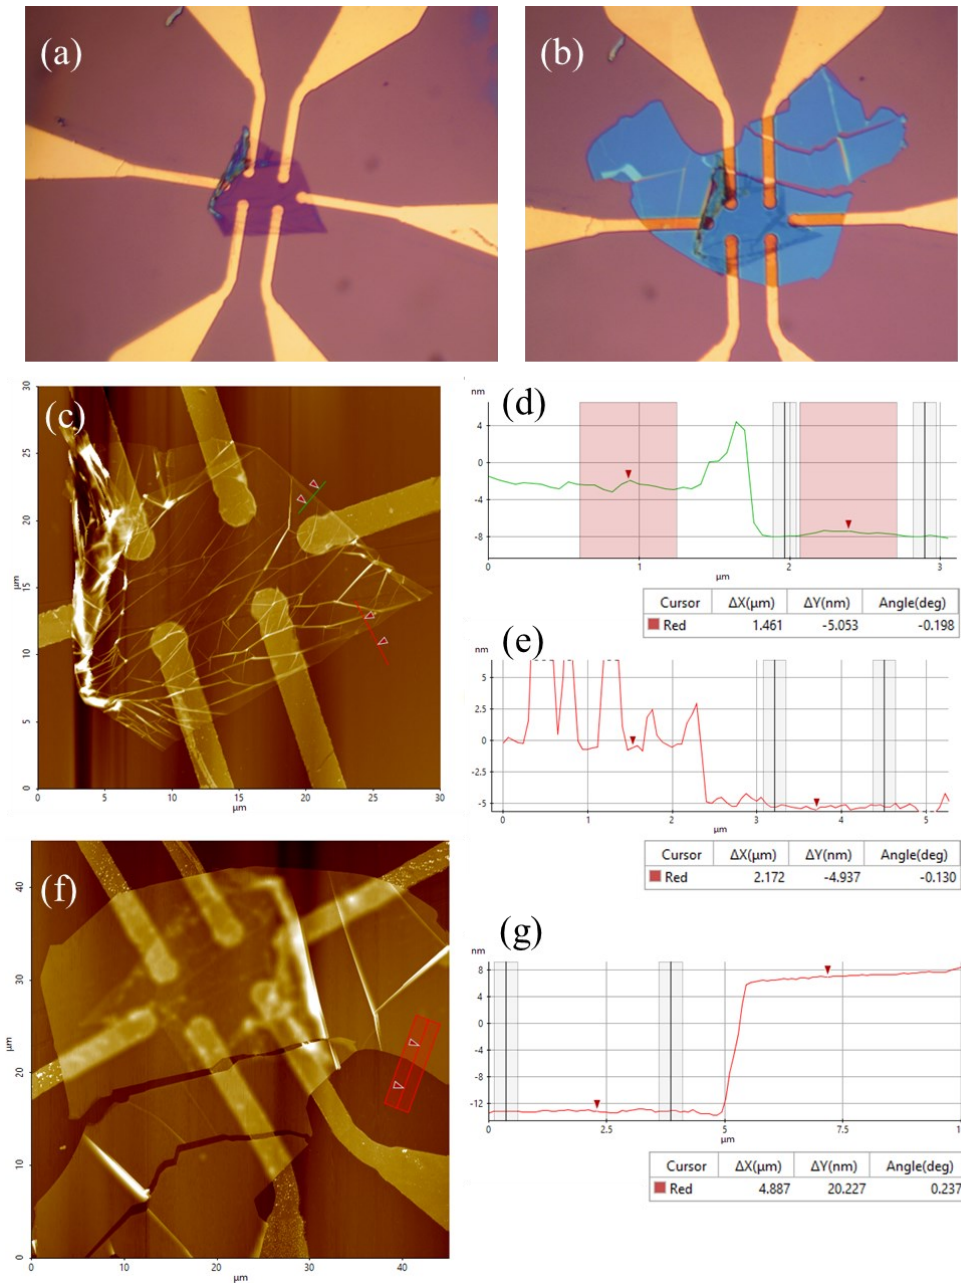 (a)
(b)
(c)
30
25
20
15
10
5
0
μm
0
5
10
15
20
25
30
μm
(d)
nm
4
0
-4
-8
0
1
2
3
μm
Cursor ΔX(μm) ΔY(nm) Angle(deg)
Red 1.461 -5.053 -0.198
(e)
nm
5
2.5
0
-2.5
-5
0
1
2
3
4
5
μm
Cursor ΔX(μm) ΔY(nm) Angle(deg)
Red 2.172 -4.937 -0.130
(f)
40
30
20
10
0
μm
0
10
20
30
40
μm
(g)
nm
8
4
0
-4
-8
-12
0
2.5
5
7.5
μm
Cursor ΔX(μm) ΔY(nm) Angle(deg)
Red 4.887 20.227 0.237